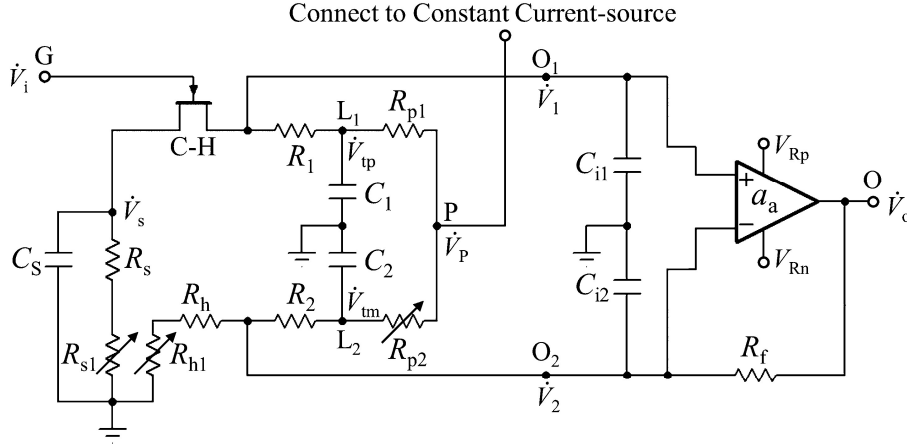 Connect to Constant Current-source
G
V̇i
O1
V̇1
L1
Rp1
C-H
R1
V̇tp
Ci1
VRp
+
aa
O
V̇o
C1
V̇s
P
V̇P
−
CS
Rs
C2
VRn
Ci2
Rh
R2
V̇tm
Rs1
Rh1
L2
Rp2
O2
Rf
V̇2